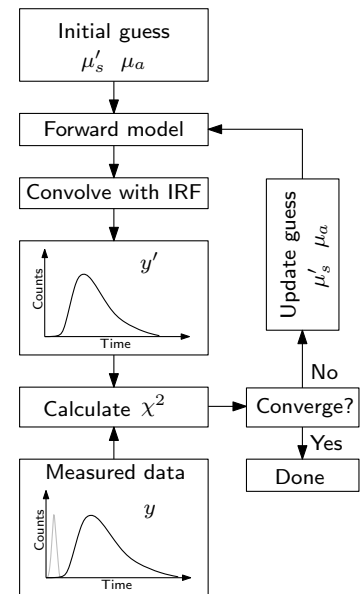 Initial guess
μ′ₛ μₐ
Forward model
Convolve with IRF
y′
Counts
Time
Calculate χ²
Converge?
No
Update guess
μ′ₛ μₐ
Yes
Done
Measured data
y
Counts
Time